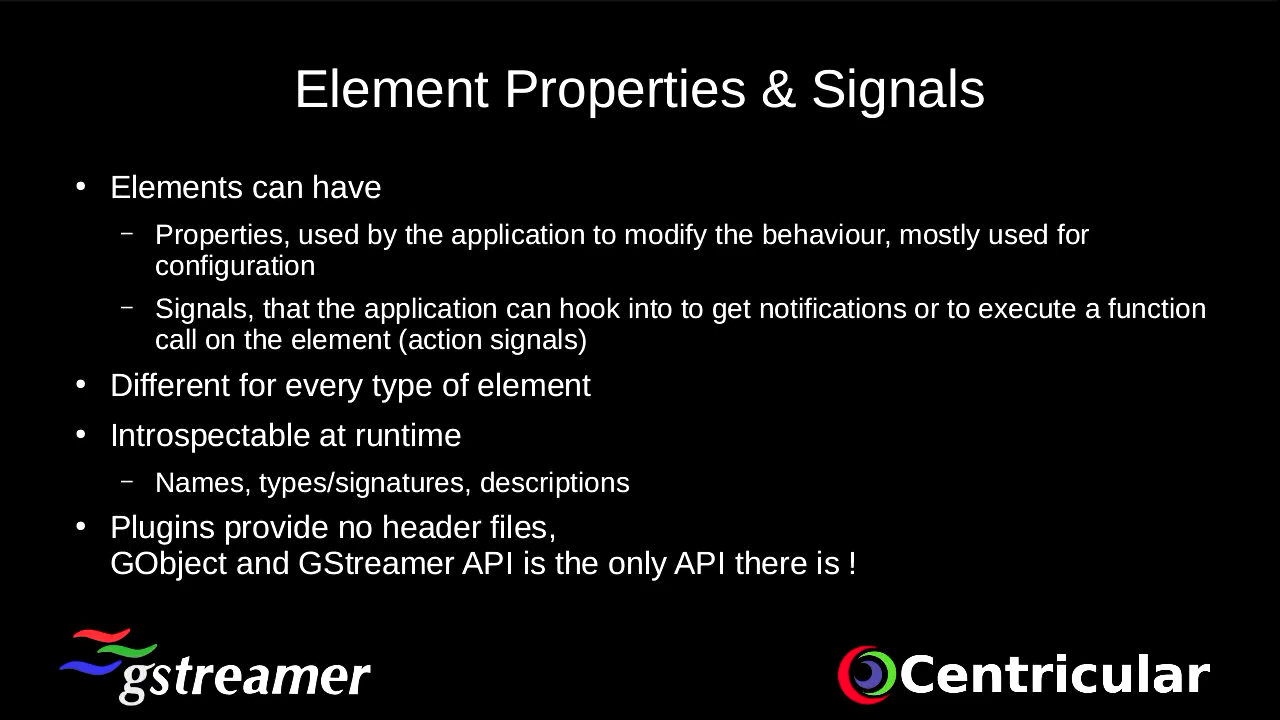 Element Properties & Signals
• Elements can have
– Properties, used by the application to modify the behaviour, mostly used for
configuration
– Signals, that the application can hook into to get notifications or to execute a function
call on the element (action signals)
• Different for every type of element
• Introspectable at runtime
– Names, types/signatures, descriptions
• Plugins provide no header files,
GObject and GStreamer API is the only API there is !
gstreamer
Centricular